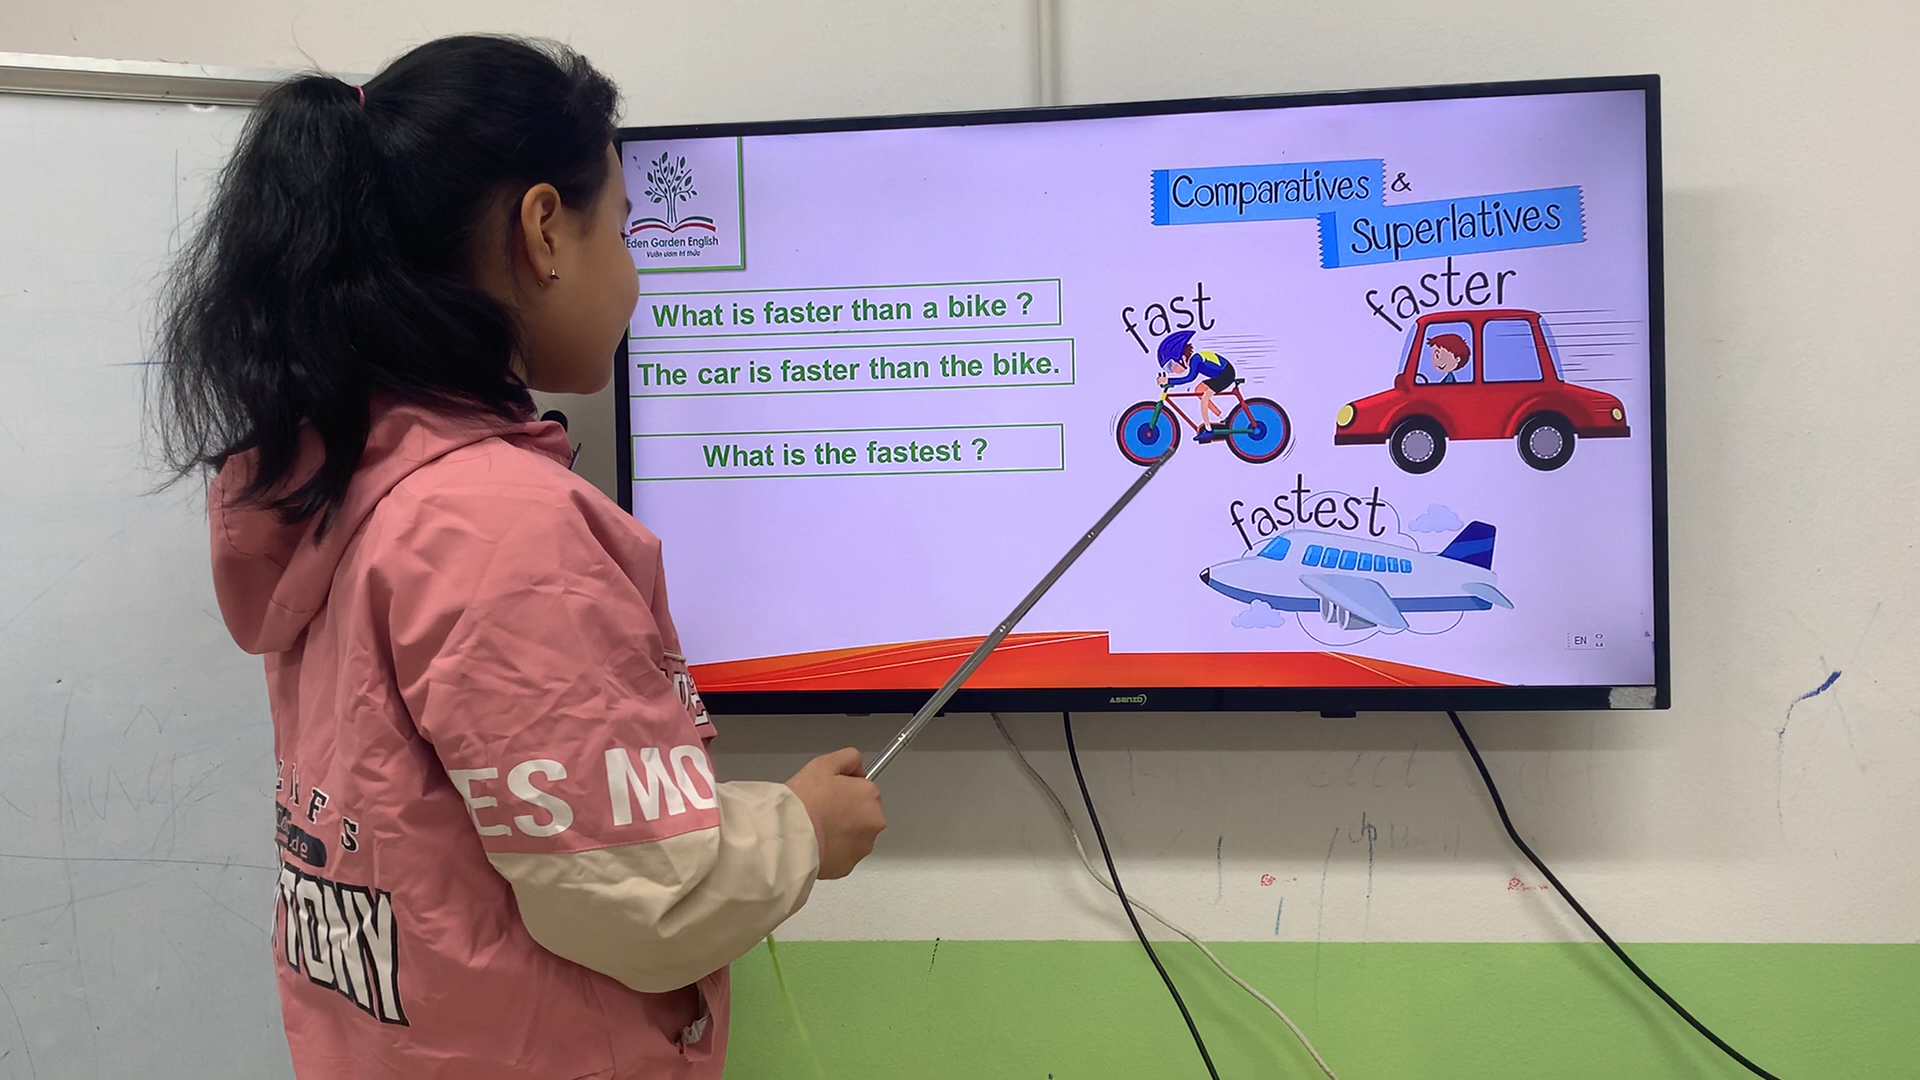 Eden Garden English
Vườn ươm tri thức
Comparatives &
Superlatives
What is faster than a bike ?
The car is faster than the bike.
What is the fastest ?
fast
faster
fastest
EN
ASANZO
ES MO
F S
TONY